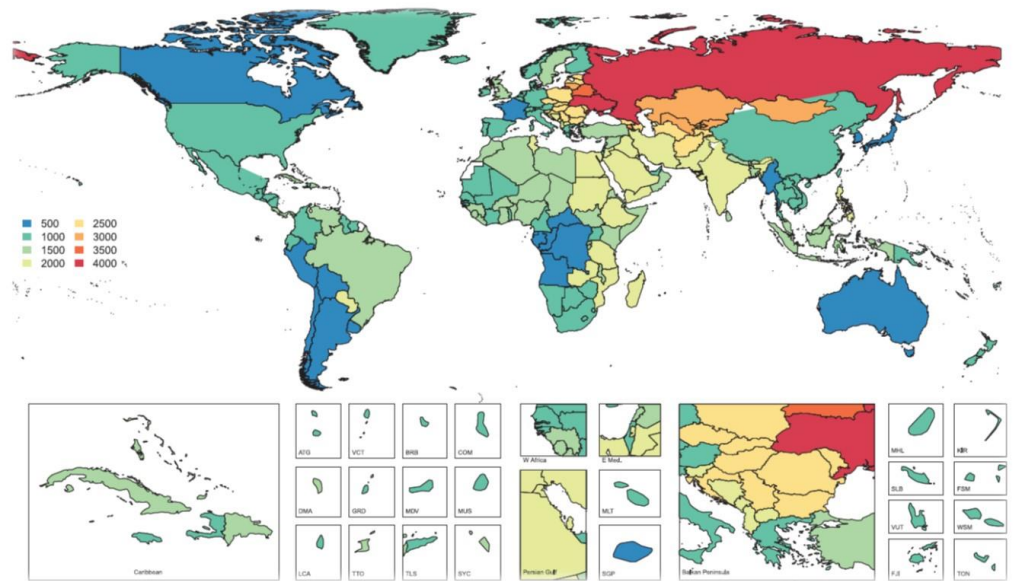 500 2500
1000 3000
1500 3500
2000 4000
ATG VCT BRB COM
W Africa E Med. MHL KIR
DMA GRD MDV MUS MLT SLB FSM
VUT WSM
LCA TTO TLS SYC
Caribbean Persian Gulf SGP Balkan Peninsula FJI TON